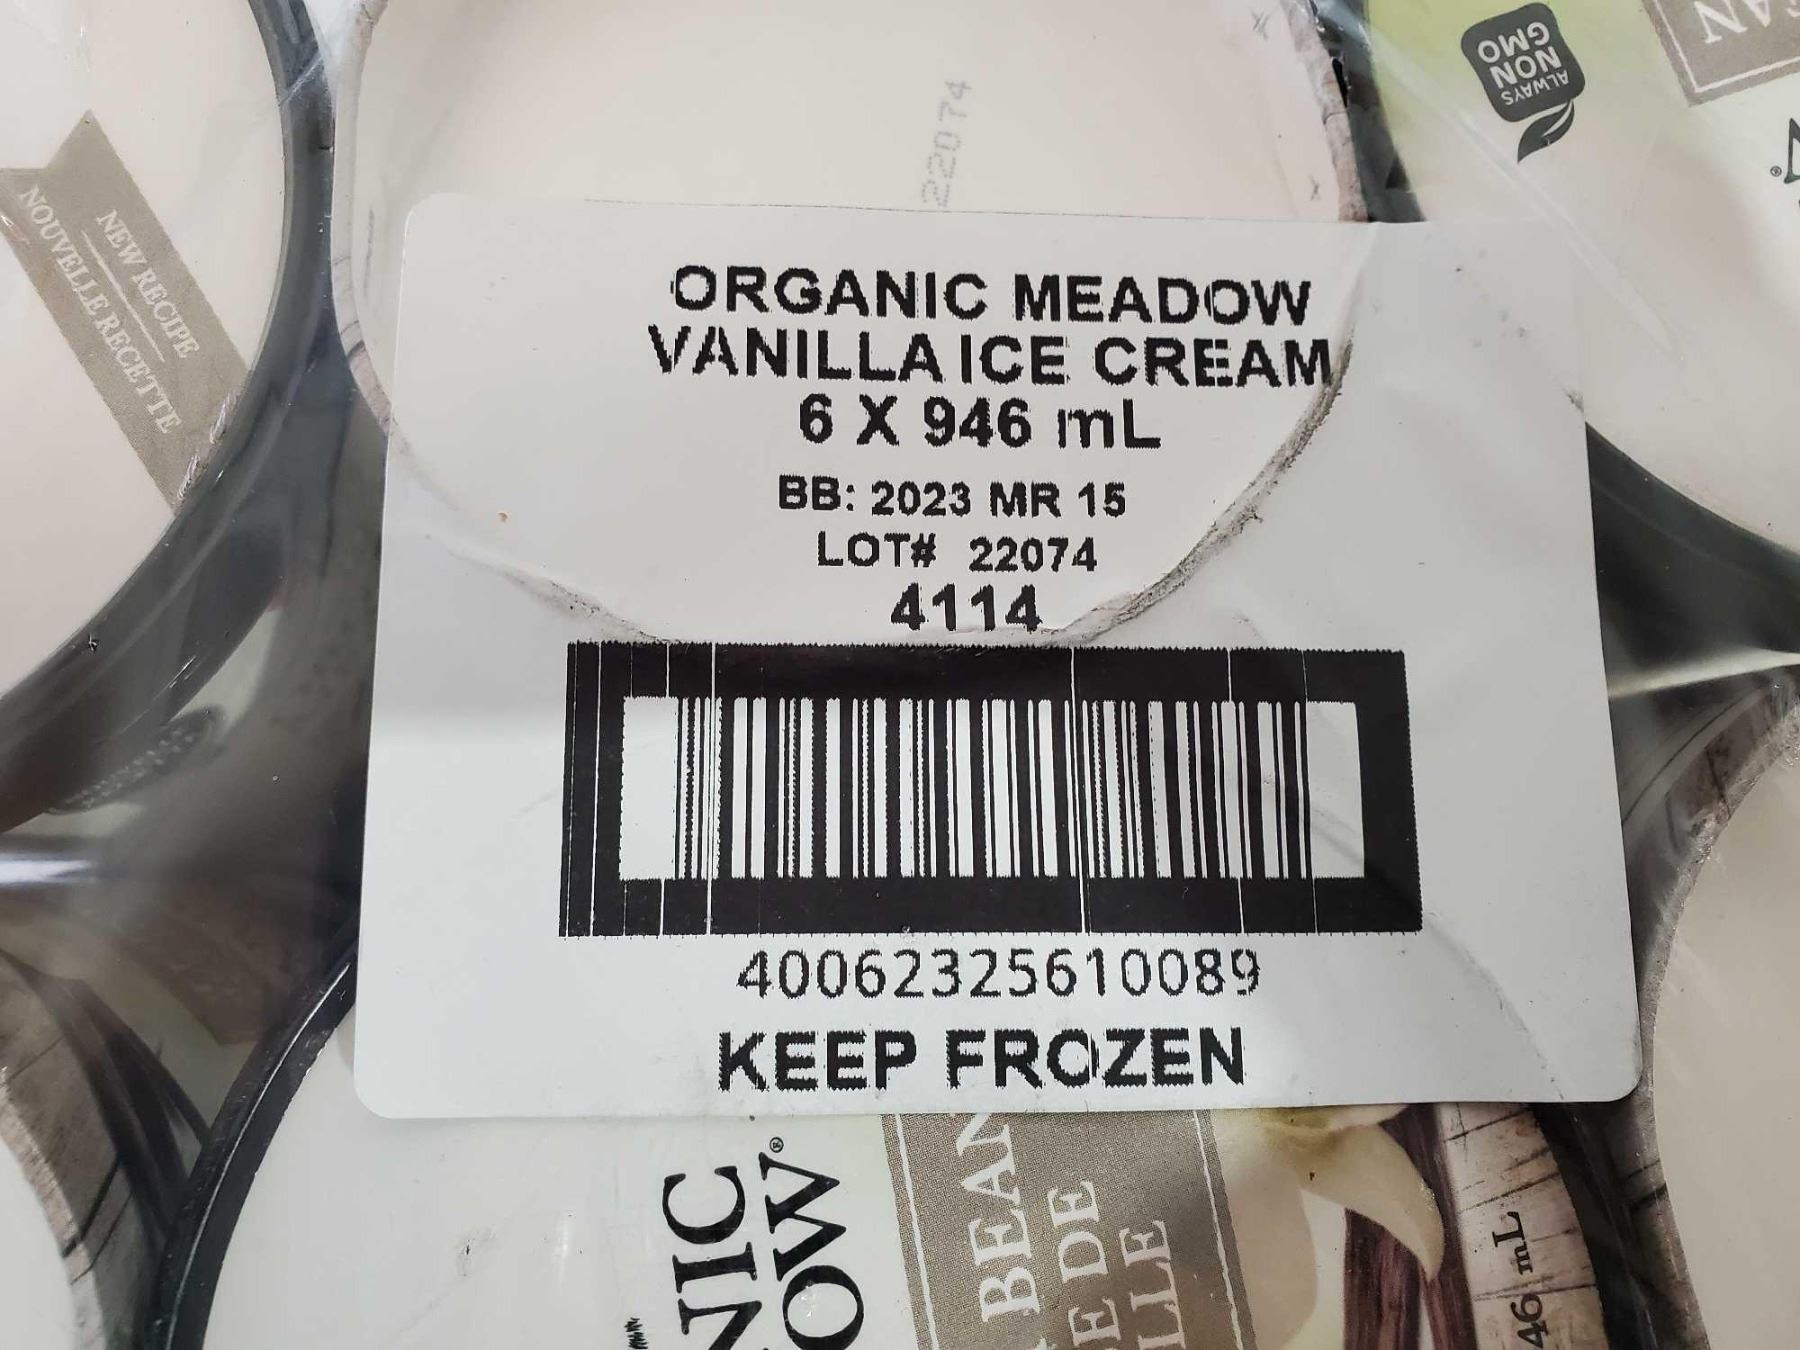 ALWAYS
NON
GMO
AN
22074
NEW RECIPE
NOUVELLE RECETTE
ORGANIC MEADOW
VANILLA ICE CREAM
6 X 946 mL
BB: 2023 MR 15
LOT# 22074
4114
40062325610089
KEEP FROZEN
NIC
OW®
BEAN
DE
LLE
46 mL